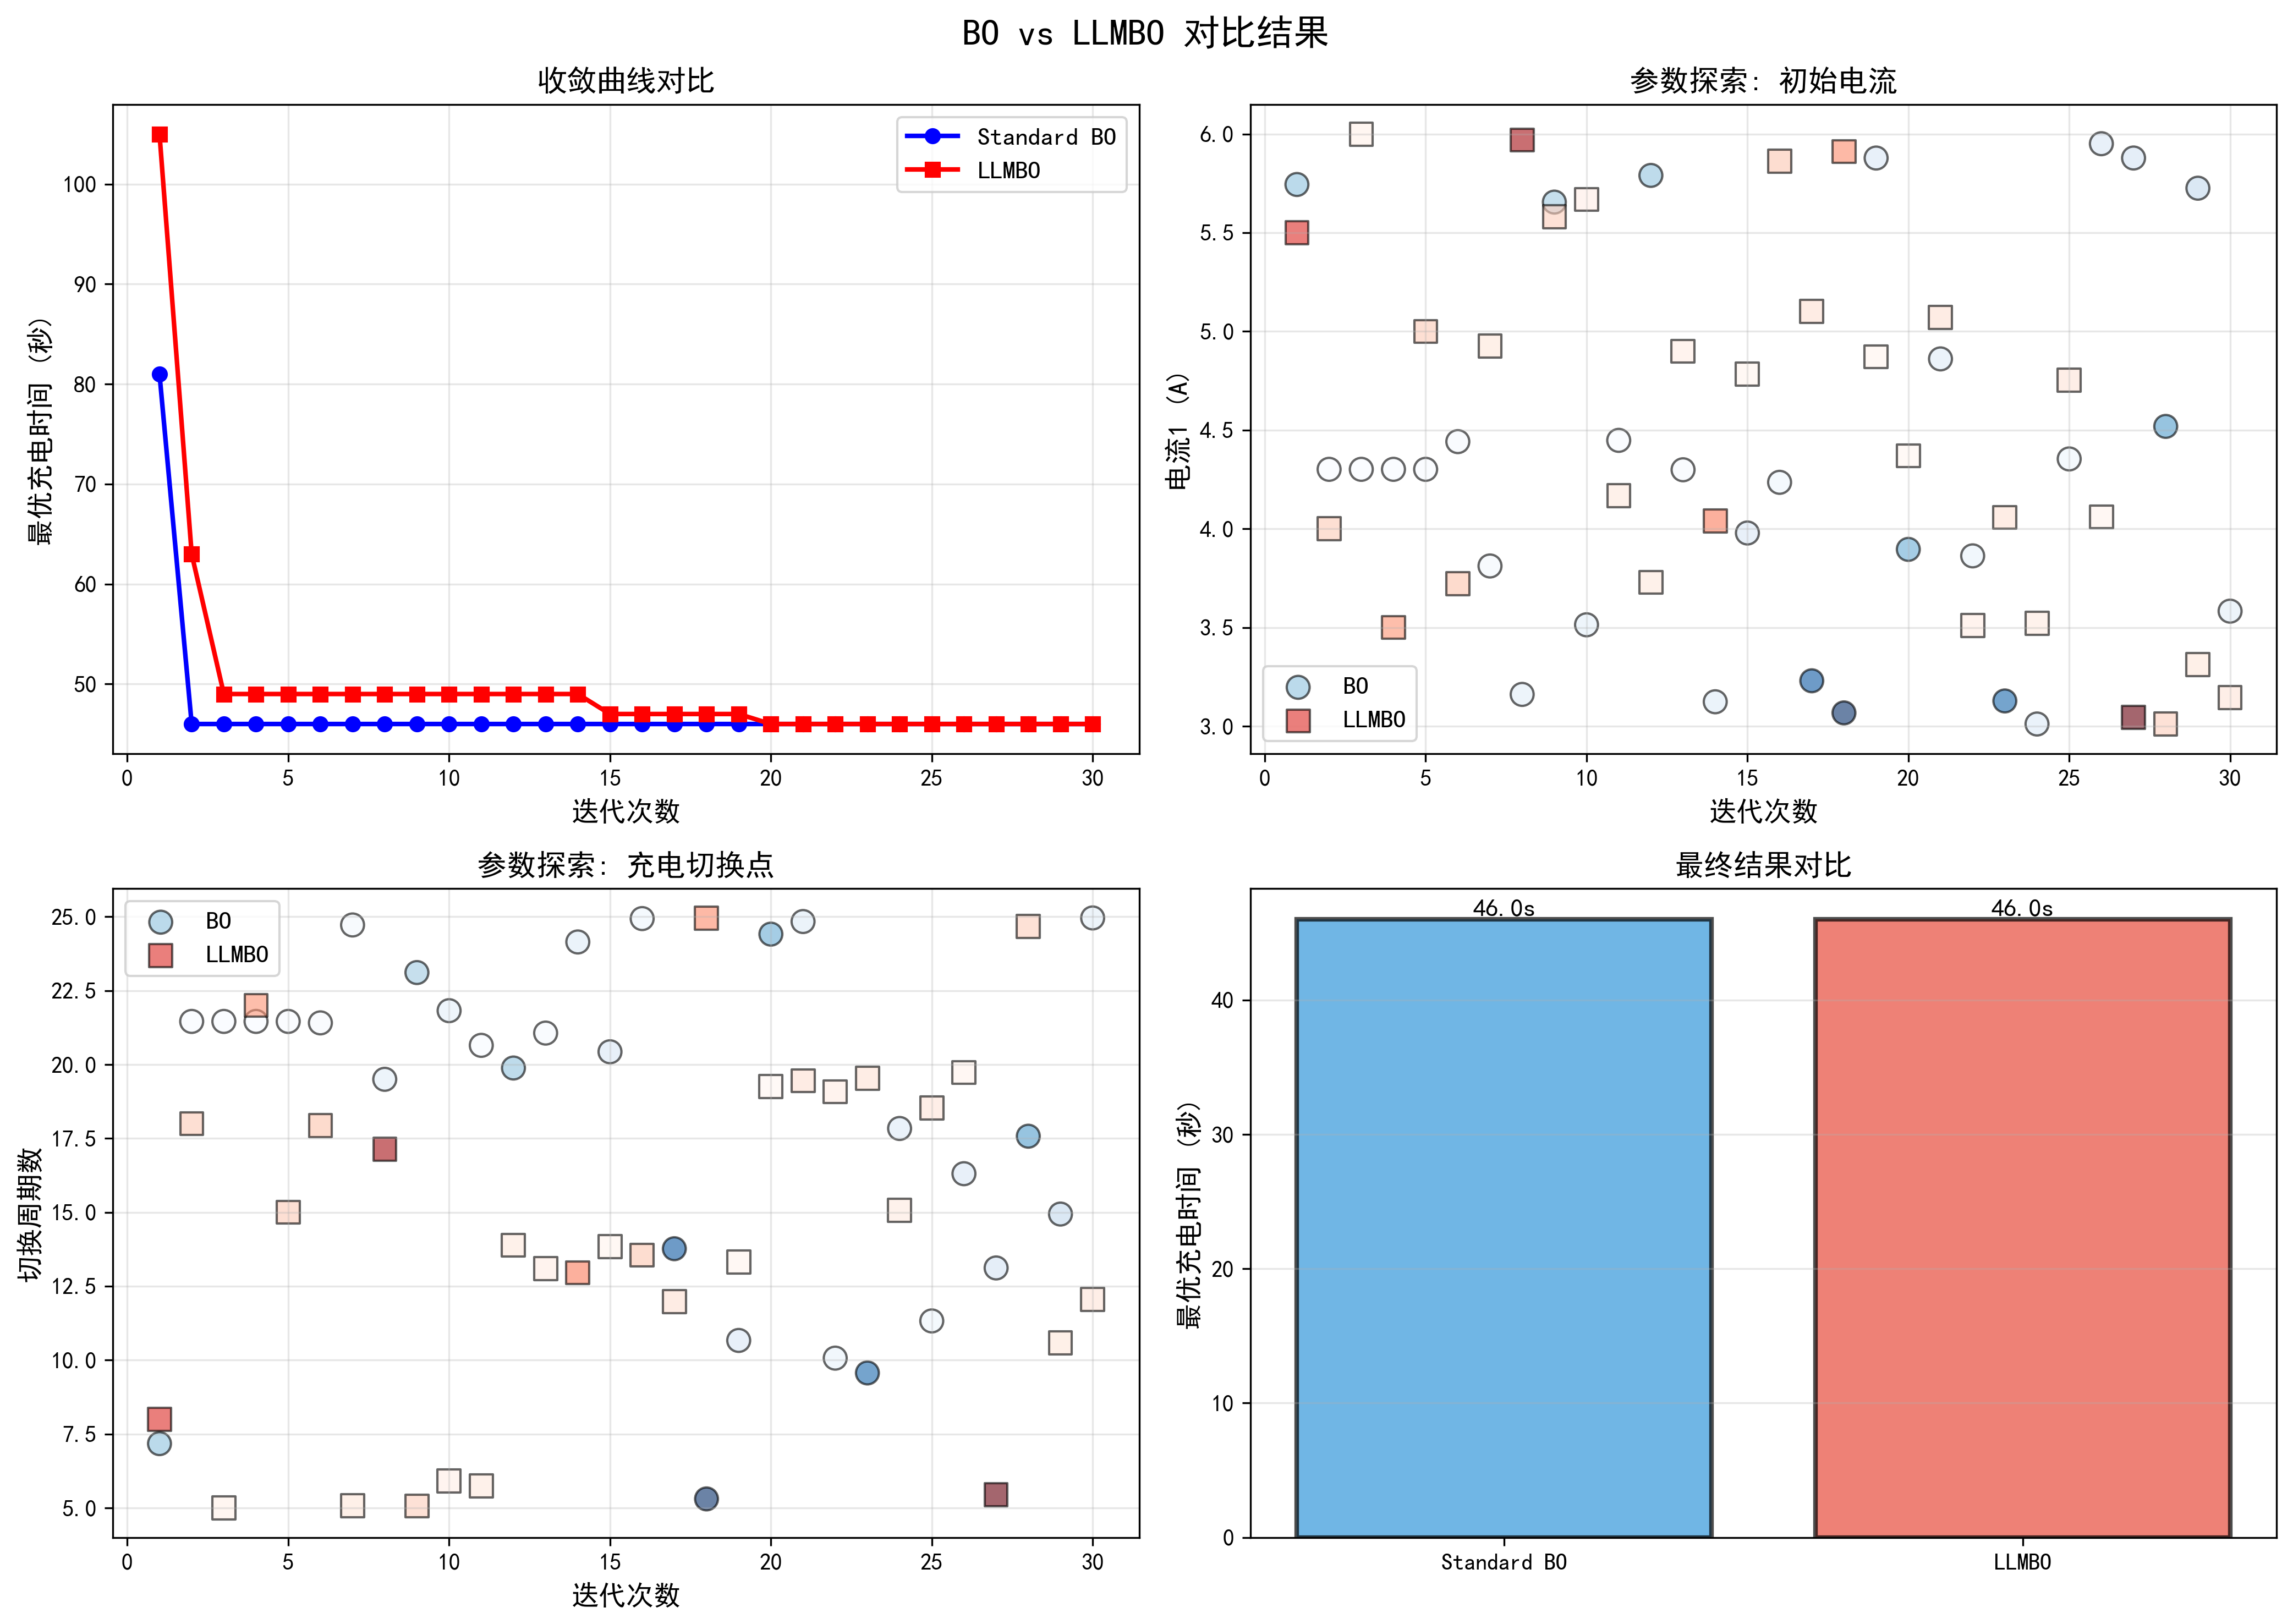 BO vs LLMBO 对比结果
收敛曲线对比
最优充电时间 (秒)
100
90
80
70
60
50
Standard BO
LLMBO
0 5 10 15 20 25 30
迭代次数
参数探索: 初始电流
电流1 (A)
6.0
5.5
5.0
4.5
4.0
3.5
3.0
BO
LLMBO
0 5 10 15 20 25 30
迭代次数
参数探索: 充电切换点
切换周期数
25.0
22.5
20.0
17.5
15.0
12.5
10.0
7.5
5.0
BO
LLMBO
0 5 10 15 20 25 30
迭代次数
最终结果对比
最优充电时间 (秒)
46.0s 46.0s
40
30
20
10
0
Standard BO LLMBO